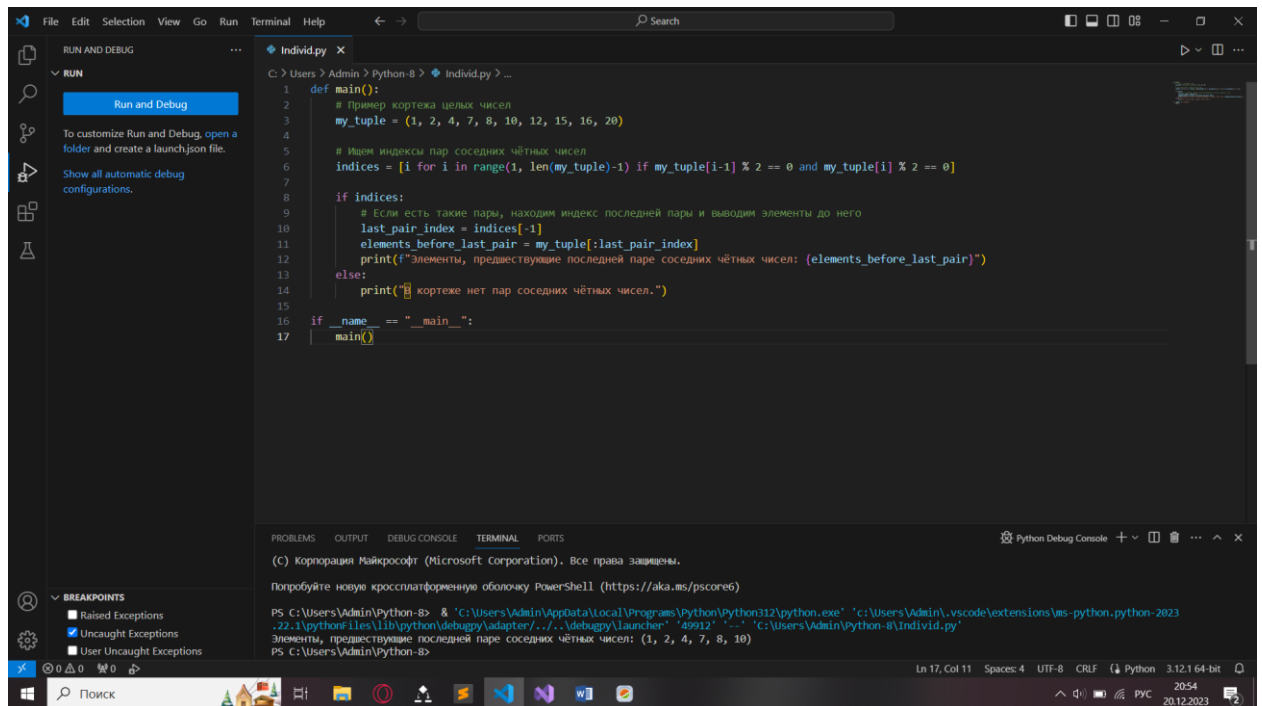 File Edit Selection View Go Run Terminal Help
Search
RUN AND DEBUG
RUN
Run and Debug
To customize Run and Debug, open a
folder and create a launch.json file.
Show all automatic debug
configurations.
BREAKPOINTS
Raised Exceptions
Uncaught Exceptions
User Uncaught Exceptions
Individ.py
C: > Users > Admin > Python-8 > Individ.py > ...
1 def main():
2     # Пример кортежа целых чисел
3     my_tuple = (1, 2, 4, 7, 8, 10, 12, 15, 16, 20)
4
5     # Ищем индексы пар соседних чётных чисел
6     indices = [i for i in range(1, len(my_tuple)-1) if my_tuple[i-1] % 2 == 0 and my_tuple[i] % 2 == 0]
7
8     if indices:
9         # Если есть такие пары, находим индекс последней пары и выводим элементы до него
10         last_pair_index = indices[-1]
11         elements_before_last_pair = my_tuple[:last_pair_index]
12         print(f"Элементы, предшествующие последней паре соседних чётных чисел: {elements_before_last_pair}")
13     else:
14         print("В кортеже нет пар соседних чётных чисел.")
15
16 if __name__ == "__main__":
17     main()
PROBLEMS OUTPUT DEBUG CONSOLE TERMINAL PORTS
Python Debug Console
(C) Корпорация Майкрософт (Microsoft Corporation). Все права защищены.
Попробуйте новую кроссплатформенную оболочку PowerShell (https://aka.ms/pscore6)
PS C:\Users\Admin\Python-8> & 'C:\Users\Admin\AppData\Local\Programs\Python\Python312\python.exe' 'c:\Users\Admin\.vscode\extensions\ms-python.python-2023
.22.1\pythonFiles\lib\python\debugpy\adapter/../..\debugpy\launcher' '49912' '--' 'C:\Users\Admin\Python-8\Individ.py'
Элементы, предшествующие последней паре соседних чётных чисел: (1, 2, 4, 7, 8, 10)
PS C:\Users\Admin\Python-8>
0 0 0 Ln 17, Col 11 Spaces: 4 UTF-8 CRLF Python 3.12.1 64-bit
Поиск
РУС
20:54
20.12.2023
2